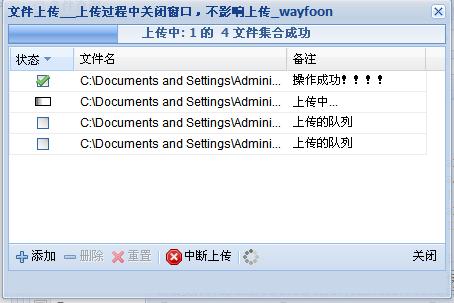 文件上传___上传过程中关闭窗口，不影响上传_wayfoon
上传中: 1 的 4 文件集合成功
状态 文件名 备注
C:\Documents and Settings\Admini... 操作成功！！！！
C:\Documents and Settings\Admini... 上传中...
C:\Documents and Settings\Admini... 上传的队列
C:\Documents and Settings\Admini... 上传的队列
添加 删除 重置 中断上传 关闭